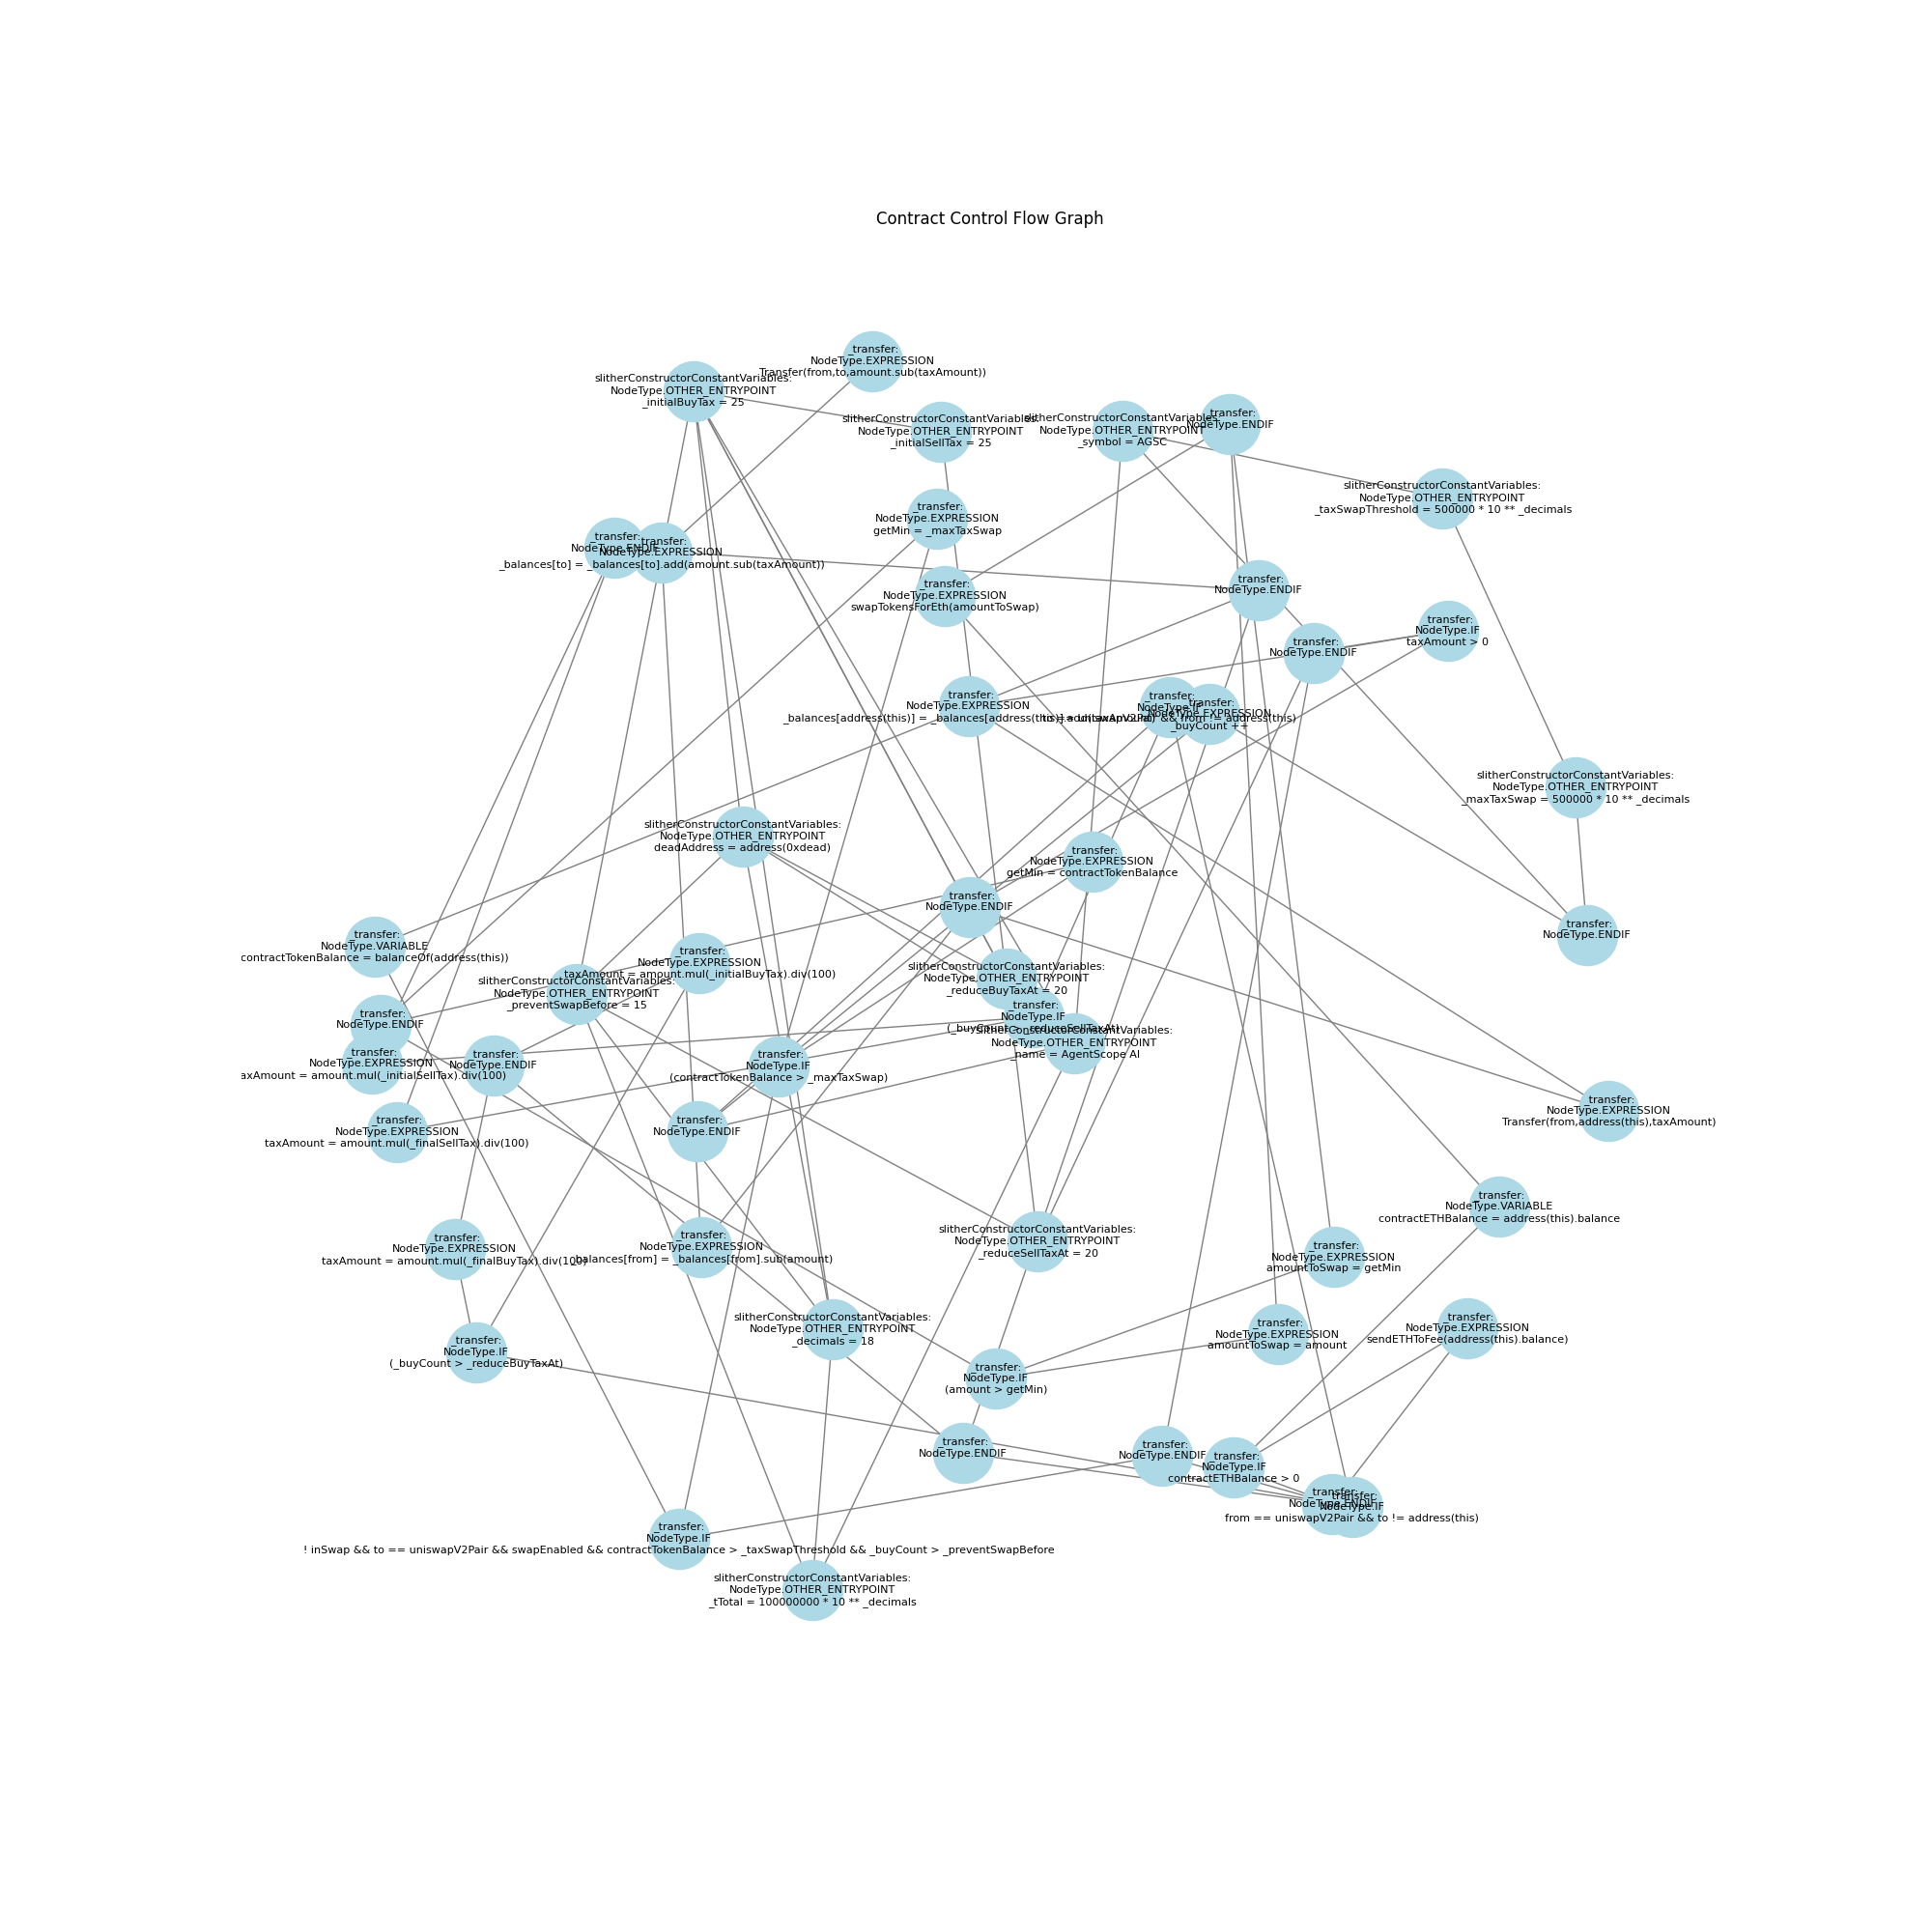 Contract Control Flow Graph
_transfer:
NodeType.EXPRESSION
Transfer(from,to,amount.sub(taxAmount))
slitherConstructorConstantVariables:
NodeType.OTHER_ENTRYPOINT
_initialBuyTax = 25
slitherConstructorConstantVariables:
NodeType.OTHER_ENTRYPOINT
_initialSellTax = 25
slitherConstructorConstantVariables:
NodeType.OTHER_ENTRYPOINT
_symbol = AGSC
_transfer:
NodeType.ENDIF
slitherConstructorConstantVariables:
NodeType.OTHER_ENTRYPOINT
_taxSwapThreshold = 500000 * 10 ** _decimals
_transfer:
NodeType.EXPRESSION
getMin = _maxTaxSwap
_transfer:
NodeType.ENDIF
_transfer:
NodeType.EXPRESSION
_balances[to] = _balances[to].add(amount.sub(taxAmount))
_transfer:
NodeType.EXPRESSION
swapTokensForEth(amountToSwap)
_transfer:
NodeType.ENDIF
_transfer:
NodeType.IF
taxAmount > 0
_transfer:
NodeType.ENDIF
_transfer:
NodeType.EXPRESSION
_balances[address(this)] = _balances[address(this)].add(taxAmount)
_transfer:
NodeType.IF
to == uniswapV2Pair && from != address(this)
_transfer:
NodeType.EXPRESSION
_buyCount ++
slitherConstructorConstantVariables:
NodeType.OTHER_ENTRYPOINT
_maxTaxSwap = 500000 * 10 ** _decimals
slitherConstructorConstantVariables:
NodeType.OTHER_ENTRYPOINT
deadAddress = address(0xdead)
_transfer:
NodeType.EXPRESSION
getMin = contractTokenBalance
_transfer:
NodeType.ENDIF
_transfer:
NodeType.ENDIF
_transfer:
NodeType.VARIABLE
contractTokenBalance = balanceOf(address(this))
_transfer:
NodeType.EXPRESSION
taxAmount = amount.mul(_initialBuyTax).div(100)
slitherConstructorConstantVariables:
NodeType.OTHER_ENTRYPOINT
_preventSwapBefore = 15
slitherConstructorConstantVariables:
NodeType.OTHER_ENTRYPOINT
_reduceBuyTaxAt = 20
_transfer:
NodeType.IF
(_buyCount > _reduceSellTaxAt)
slitherConstructorConstantVariables:
NodeType.OTHER_ENTRYPOINT
_name = AgentScope AI
_transfer:
NodeType.ENDIF
_transfer:
NodeType.EXPRESSION
axAmount = amount.mul(_initialSellTax).div(100)
_transfer:
NodeType.ENDIF
_transfer:
NodeType.IF
(contractTokenBalance > _maxTaxSwap)
_transfer:
NodeType.EXPRESSION
taxAmount = amount.mul(_finalSellTax).div(100)
_transfer:
NodeType.ENDIF
_transfer:
NodeType.EXPRESSION
Transfer(from,address(this),taxAmount)
_transfer:
NodeType.VARIABLE
contractETHBalance = address(this).balance
_transfer:
NodeType.EXPRESSION
taxAmount = amount.mul(_finalBuyTax).div(100)
_transfer:
NodeType.EXPRESSION
_balances[from] = _balances[from].sub(amount)
slitherConstructorConstantVariables:
NodeType.OTHER_ENTRYPOINT
_reduceSellTaxAt = 20
_transfer:
NodeType.EXPRESSION
amountToSwap = getMin
slitherConstructorConstantVariables:
NodeType.OTHER_ENTRYPOINT
_decimals = 18
_transfer:
NodeType.EXPRESSION
amountToSwap = amount
_transfer:
NodeType.EXPRESSION
sendETHToFee(address(this).balance)
_transfer:
NodeType.IF
(_buyCount > _reduceBuyTaxAt)
_transfer:
NodeType.IF
(amount > getMin)
_transfer:
NodeType.ENDIF
_transfer:
NodeType.ENDIF
_transfer:
NodeType.IF
contractETHBalance > 0
_transfer:
NodeType.ENDIF
_transfer:
NodeType.IF
from == uniswapV2Pair && to != address(this)
_transfer:
NodeType.IF
! inSwap && to == uniswapV2Pair && swapEnabled && contractTokenBalance > _taxSwapThreshold && _buyCount > _preventSwapBefore
slitherConstructorConstantVariables:
NodeType.OTHER_ENTRYPOINT
_tTotal = 100000000 * 10 ** _decimals